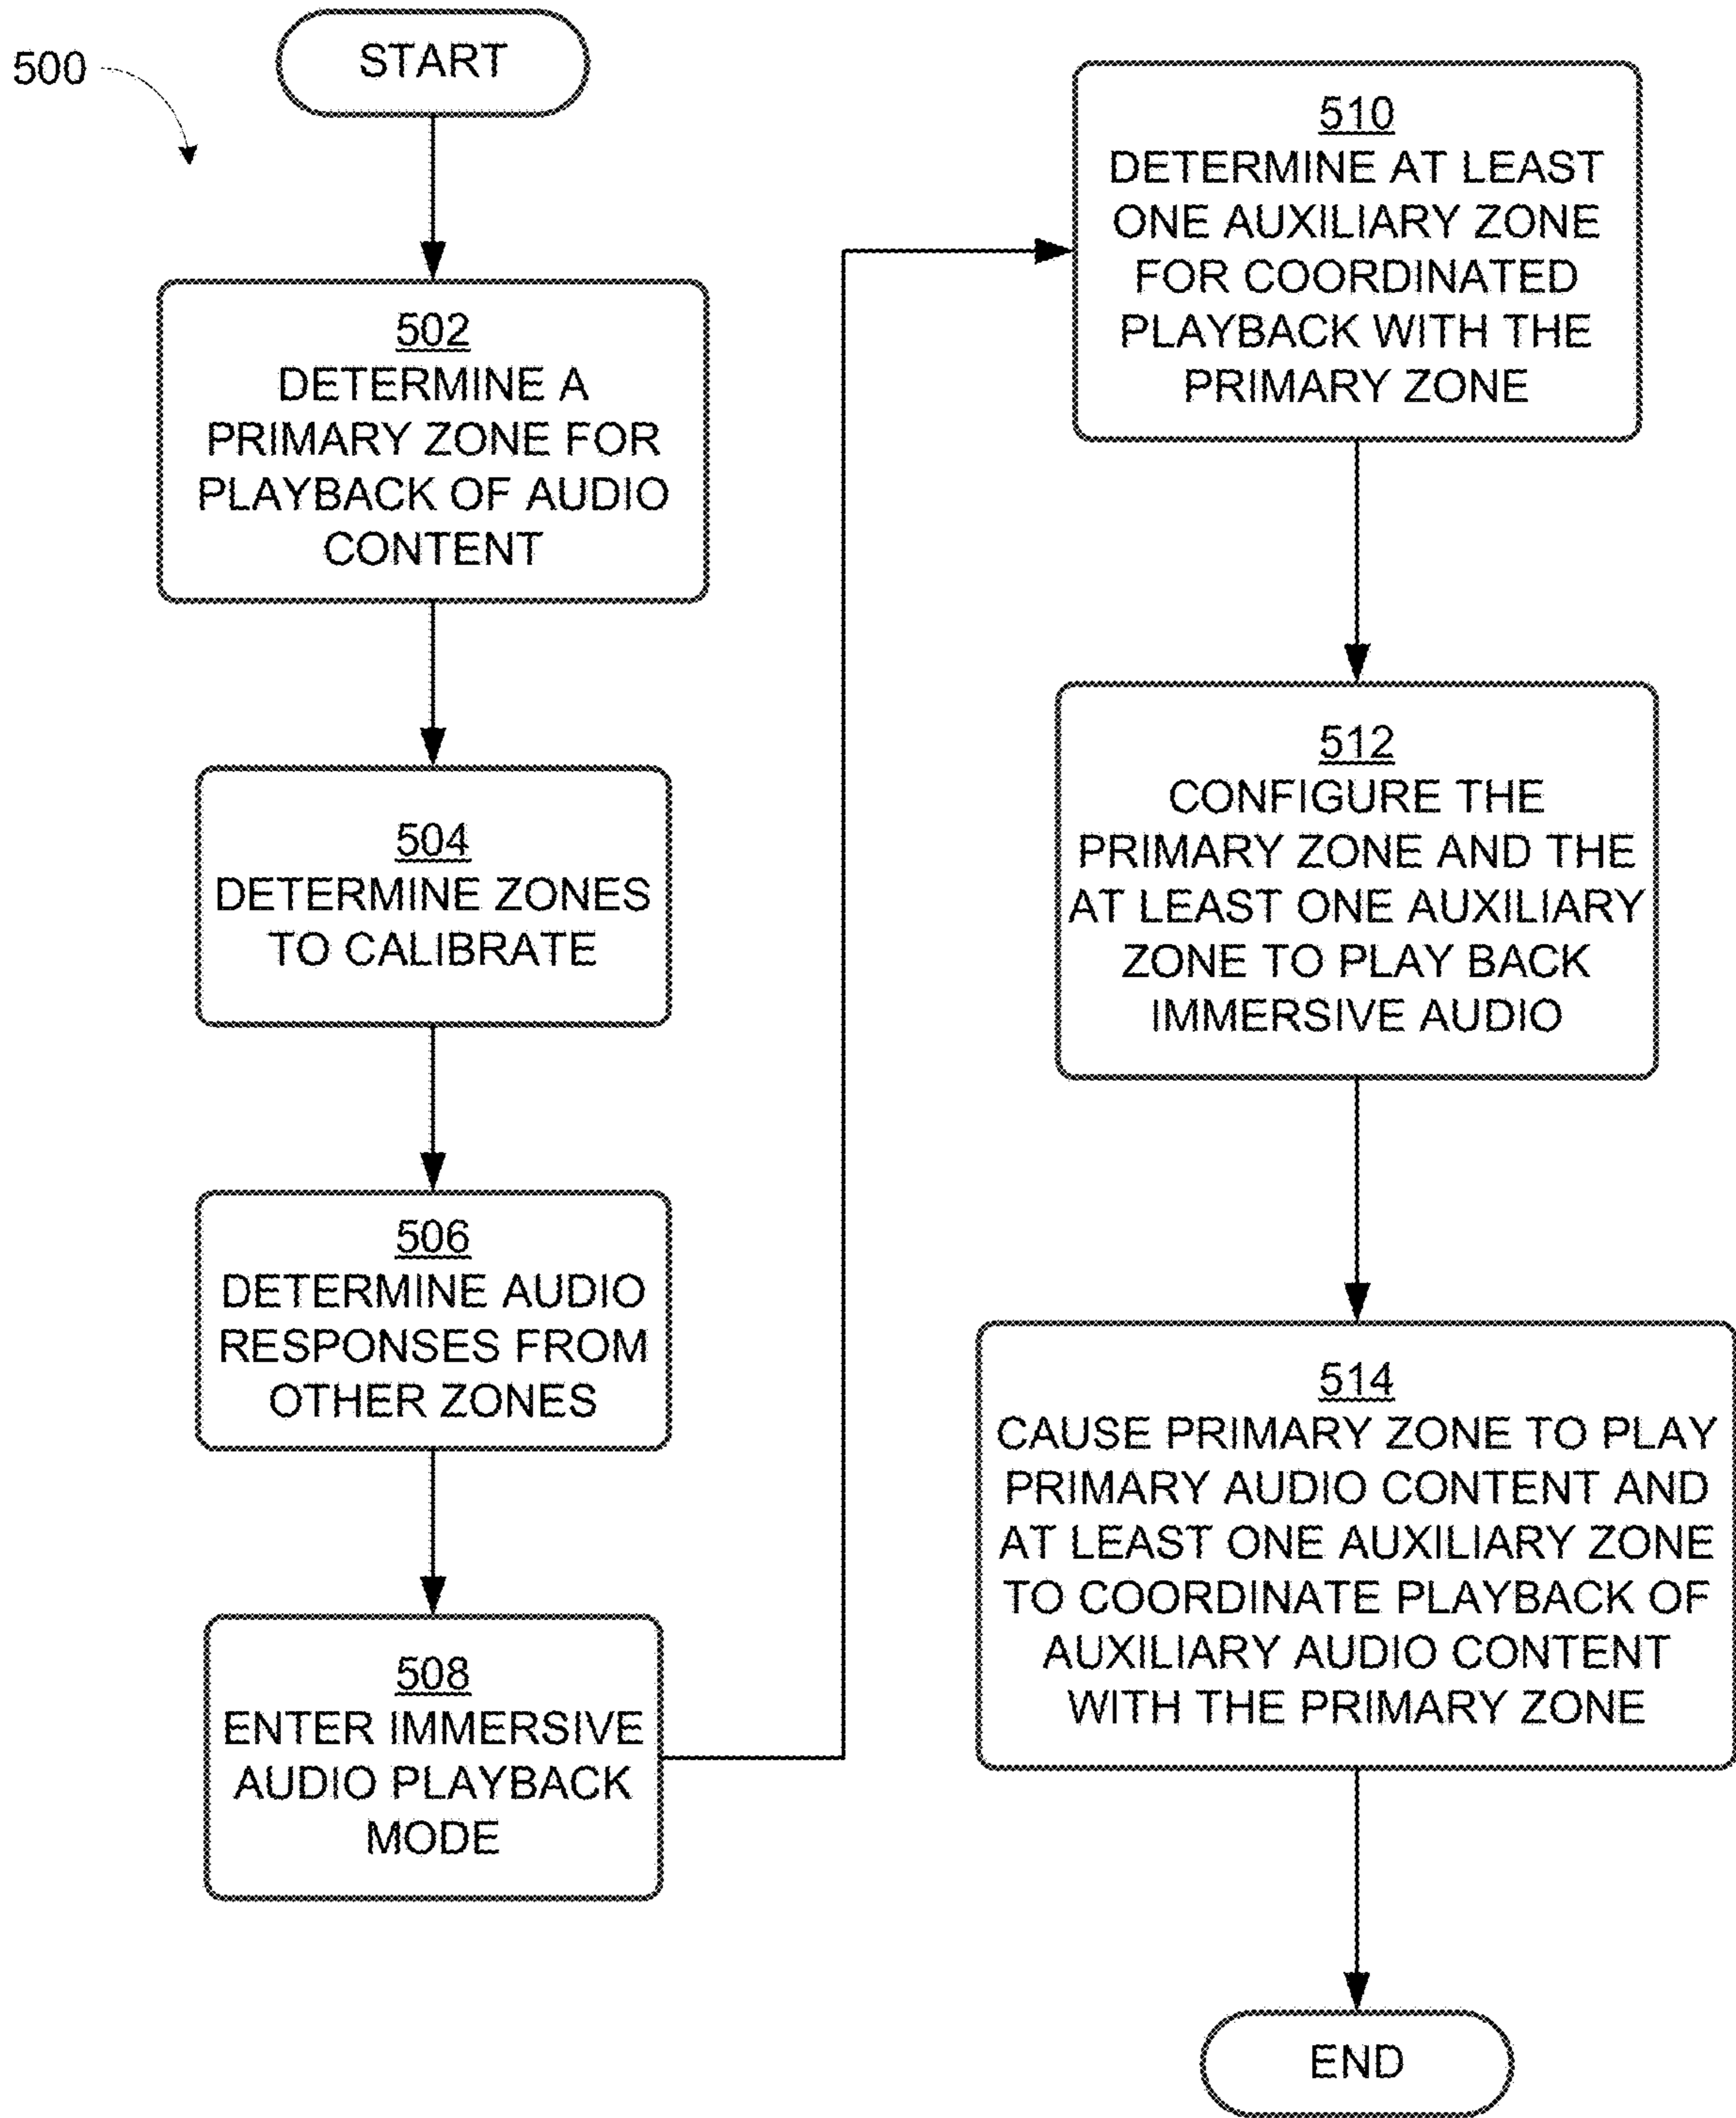 500
START
502
DETERMINE A
PRIMARY ZONE FOR
PLAYBACK OF AUDIO
CONTENT
504
DETERMINE ZONES
TO CALIBRATE
506
DETERMINE AUDIO
RESPONSES FROM
OTHER ZONES
508
ENTER IMMERSIVE
AUDIO PLAYBACK
MODE
510
DETERMINE AT LEAST
ONE AUXILIARY ZONE
FOR COORDINATED
PLAYBACK WITH THE
PRIMARY ZONE
512
CONFIGURE THE
PRIMARY ZONE AND THE
AT LEAST ONE AUXILIARY
ZONE TO PLAY BACK
IMMERSIVE AUDIO
514
CAUSE PRIMARY ZONE TO PLAY
PRIMARY AUDIO CONTENT AND
AT LEAST ONE AUXILIARY ZONE
TO COORDINATE PLAYBACK OF
AUXILIARY AUDIO CONTENT
WITH THE PRIMARY ZONE
END